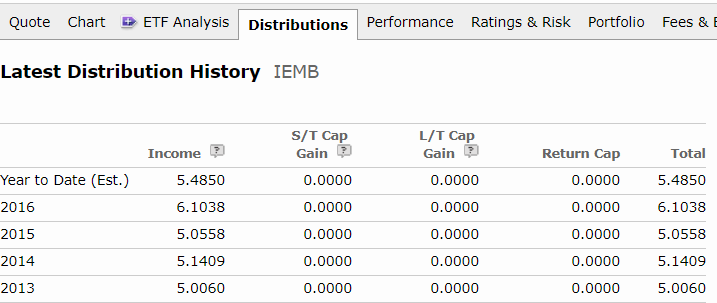 Quote Chart ETF Analysis Distributions Performance Ratings & Risk Portfolio Fees & E
Latest Distribution History IEMB
S/T Cap L/T Cap
Income ? Gain ? Gain ? Return Cap Total
Year to Date (Est.) 5.4850 0.0000 0.0000 0.0000 5.4850
2016 6.1038 0.0000 0.0000 0.0000 6.1038
2015 5.0558 0.0000 0.0000 0.0000 5.0558
2014 5.1409 0.0000 0.0000 0.0000 5.1409
2013 5.0060 0.0000 0.0000 0.0000 5.0060